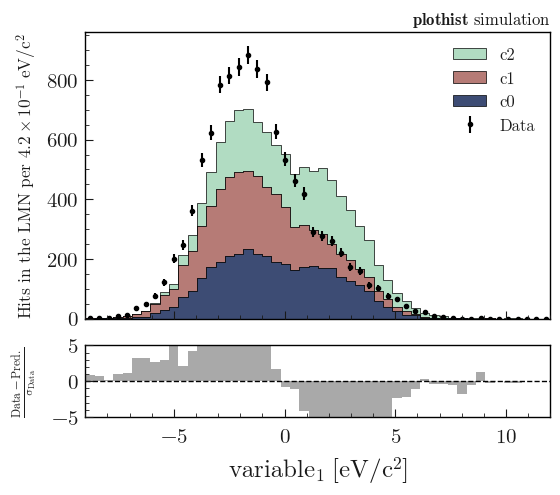 plothist simulation
Hits in the LMN per 4.2 × 10⁻¹ eV/c²
800
600
400
200
0
c2
c1
c0
Data
Data−Pred.
σData
5
0
−5
−5
0
5
10
variable₁ [eV/c²]